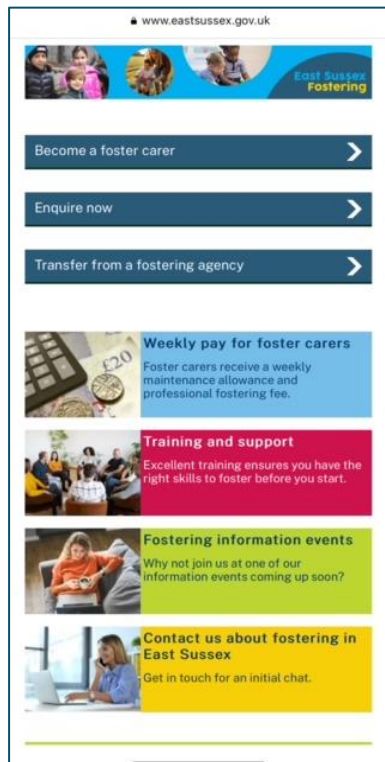 www.eastsussex.gov.uk
East Sussex
Fostering
Become a foster carer
Enquire now
Transfer from a fostering agency
£20
Weekly pay for foster carers
Foster carers receive a weekly
maintenance allowance and
professional fostering fee.
Training and support
Excellent training ensures you have the
right skills to foster before you start.
Fostering information events
Why not join us at one of our
information events coming up soon?
Contact us about fostering in
East Sussex
Get in touch for an initial chat.